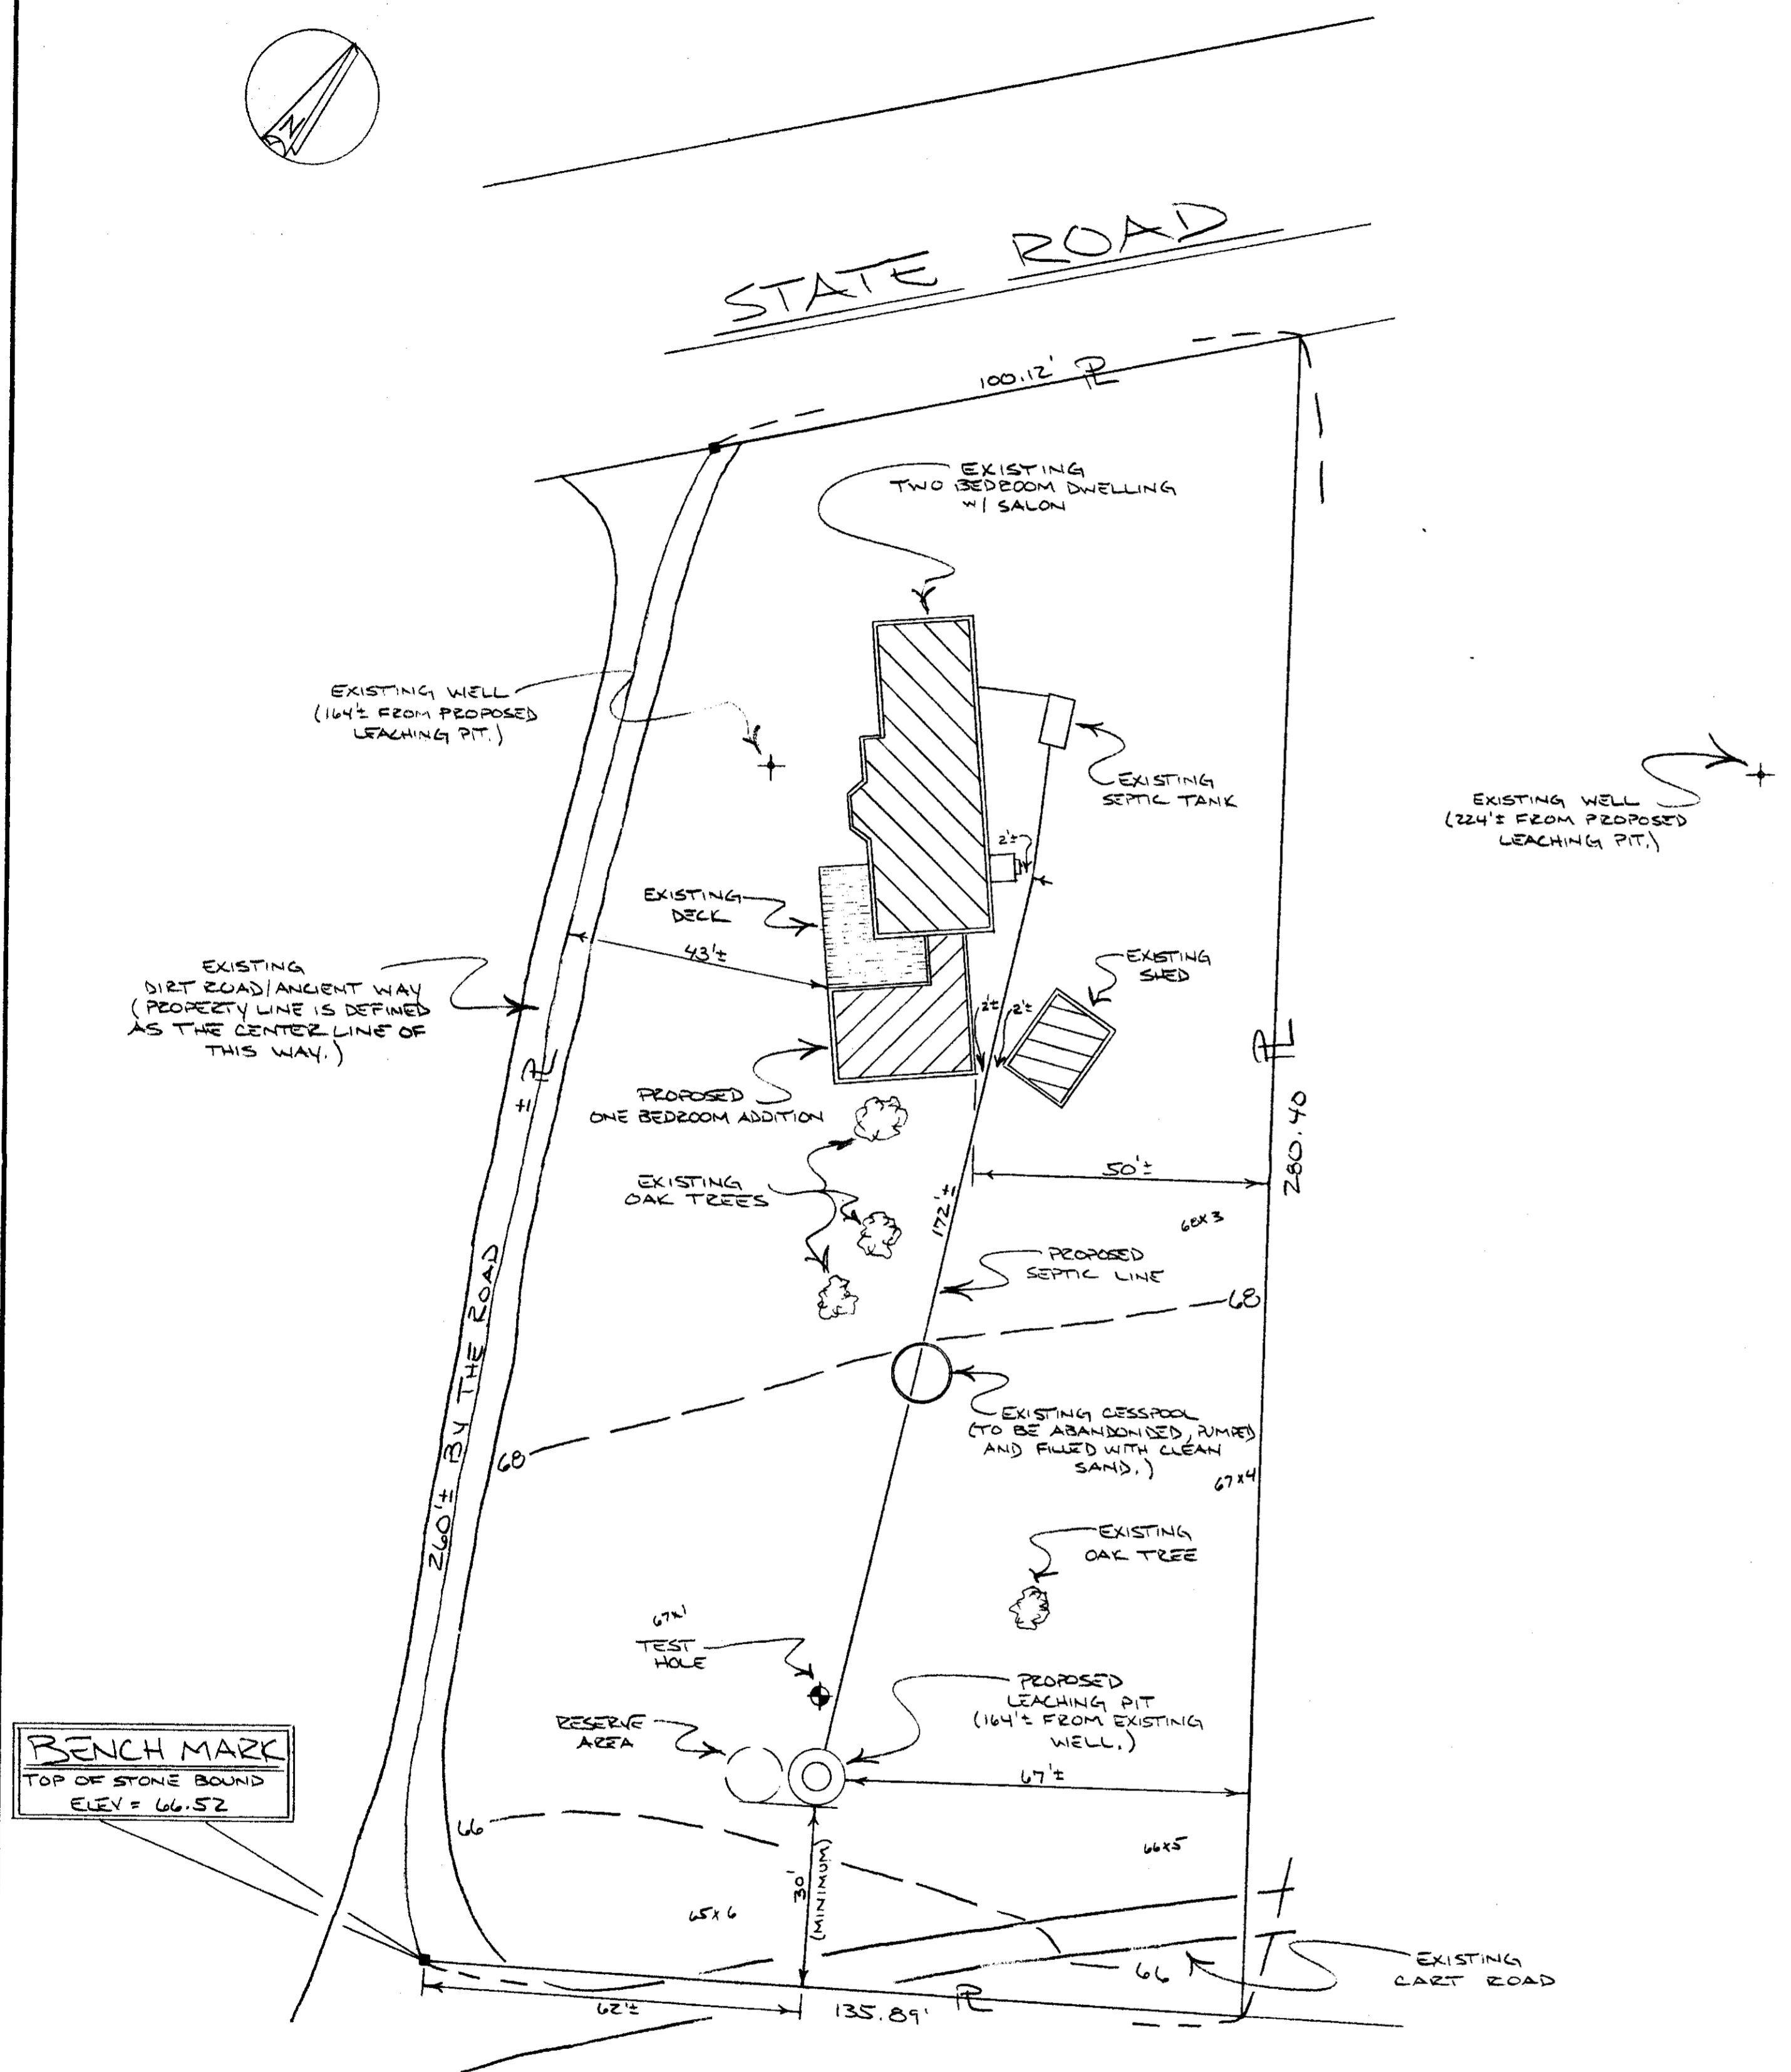 N
STATE ROAD
100.12' PL
EXISTING
TWO BEDROOM DWELLING
W/ SALON
EXISTING WELL
(164'± FROM PROPOSED
LEACHING PIT.)
EXISTING
SEPTIC TANK
EXISTING WELL
(224'± FROM PROPOSED
LEACHING PIT.)
2'±
EXISTING
DECK
43'±
EXISTING
SHED
EXISTING
DIRT ROAD/ANCIENT WAY
(PROPERTY LINE IS DEFINED
AS THE CENTER LINE OF
THIS WAY.)
2'± 2'±
PL
± PL
PROPOSED
ONE BEDROOM ADDITION
280.40
50'±
EXISTING
OAK TREES
172'±
68x3
PROPOSED
SEPTIC LINE
68
260'± BY THE ROAD
68
EXISTING CESSPOOL
(TO BE ABANDONDED, PUMPED
AND FILLED WITH CLEAN
SAND.)
67x4
EXISTING
OAK TREE
67x1
TEST
HOLE
PROPOSED
LEACHING PIT
(164'± FROM EXISTING
WELL.)
RESERVE
AREA
BENCH MARK
TOP OF STONE BOUND
ELEV = 66.52
67'±
66
66x5
30'
(MINIMUM)
65x6
66
EXISTING
CART ROAD
62'±
135.89' PL